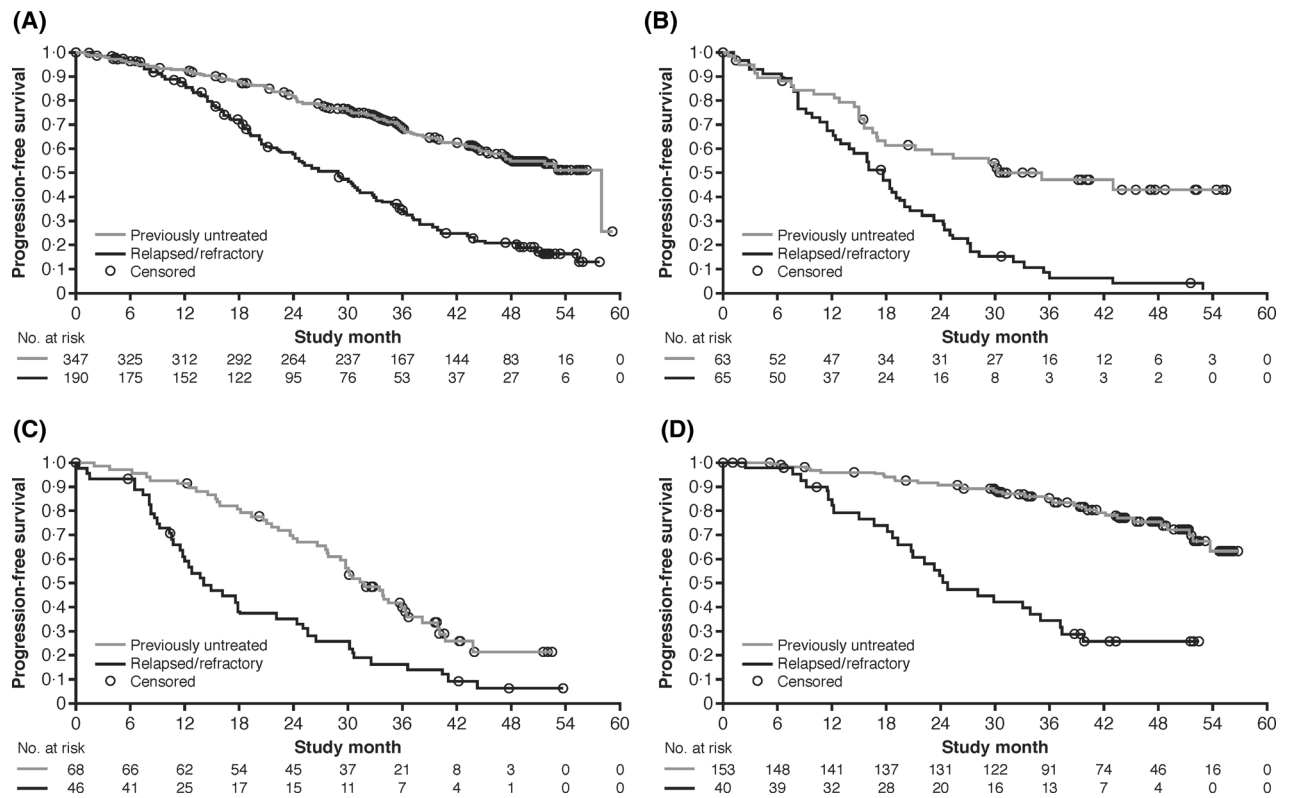 (A)
1·0
0·9
0·8
0·7
0·6
0·5
0·4
0·3
0·2
0·1
0
Progression-free survival
Previously untreated
Relapsed/refractory
Censored
0 6 12 18 24 30 36 42 48 54 60
Study month
No. at risk
347 325 312 292 264 237 167 144 83 16 0
190 175 152 122 95 76 53 37 27 6 0
(B)
1·0
0·9
0·8
0·7
0·6
0·5
0·4
0·3
0·2
0·1
0
Progression-free survival
Previously untreated
Relapsed/refractory
Censored
0 6 12 18 24 30 36 42 48 54 60
Study month
No. at risk
63 52 47 34 31 27 16 12 6 3 0
65 50 37 24 16 8 3 3 2 0 0
(C)
1·0
0·9
0·8
0·7
0·6
0·5
0·4
0·3
0·2
0·1
0
Progression-free survival
Previously untreated
Relapsed/refractory
Censored
0 6 12 18 24 30 36 42 48 54 60
Study month
No. at risk
68 66 62 54 45 37 21 8 3 0 0
46 41 25 17 15 11 7 4 1 0 0
(D)
1·0
0·9
0·8
0·7
0·6
0·5
0·4
0·3
0·2
0·1
0
Progression-free survival
Previously untreated
Relapsed/refractory
Censored
0 6 12 18 24 30 36 42 48 54 60
Study month
No. at risk
153 148 141 137 131 122 91 74 46 16 0
40 39 32 28 20 16 13 7 4 0 0